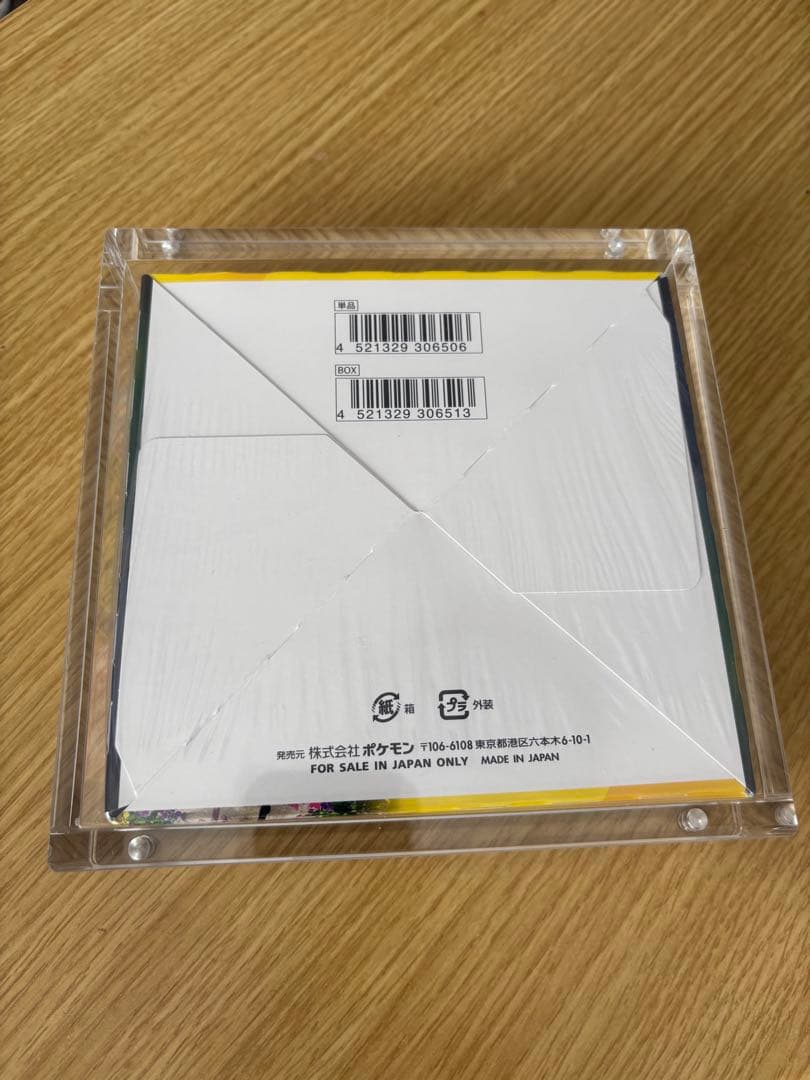 単品
4 521329 306506
BOX
4 521329 306513
紙 箱
プラ 外装
発売元 株式会社 ポケモン 〒106-6108 東京都港区六本木6-10-1
FOR SALE IN JAPAN ONLY MADE IN JAPAN